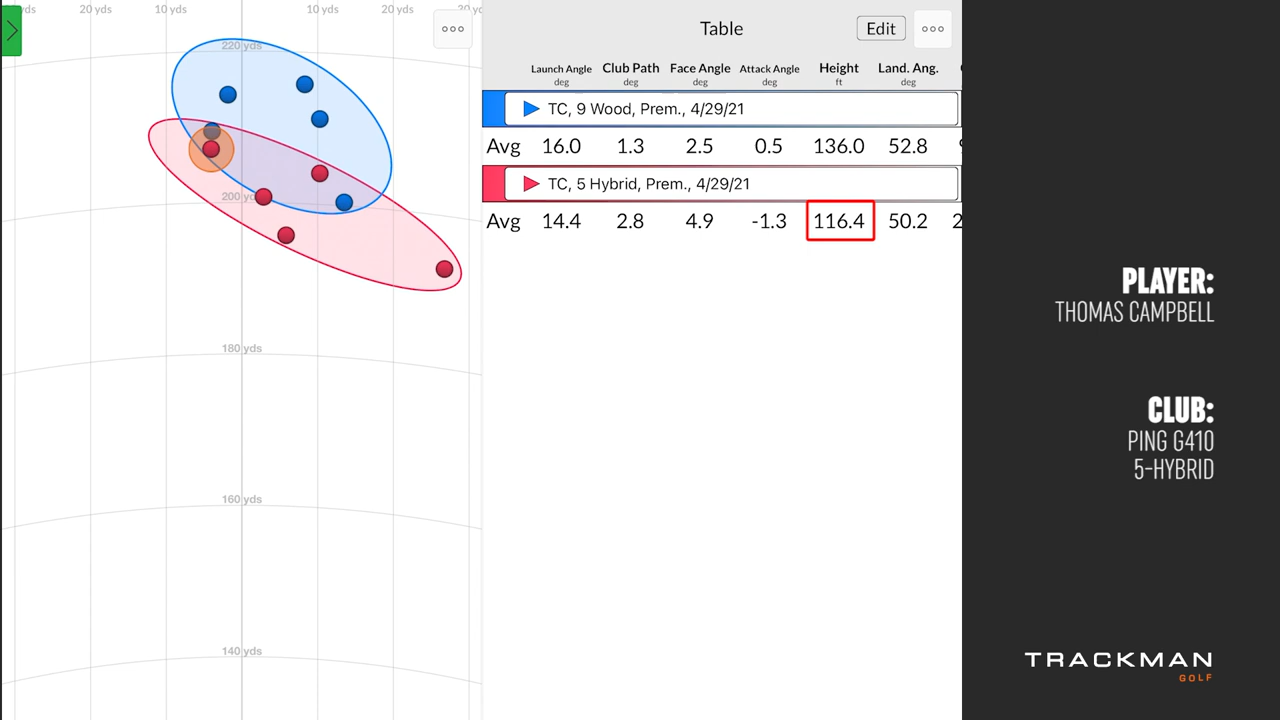 yds 20 yds 10 yds 10 yds 20 yds
220 yds
200 yds
180 yds
160 yds
140 yds
Table
Edit
Launch Angle Club Path Face Angle Attack Angle Height Land. Ang.
deg deg deg deg ft deg
TC, 9 Wood, Prem., 4/29/21
Avg 16.0 1.3 2.5 0.5 136.0 52.8
TC, 5 Hybrid, Prem., 4/29/21
Avg 14.4 2.8 4.9 -1.3 116.4 50.2 2
PLAYER:
THOMAS CAMPBELL
CLUB:
PING G410
5-HYBRID
TRACKMAN
GOLF